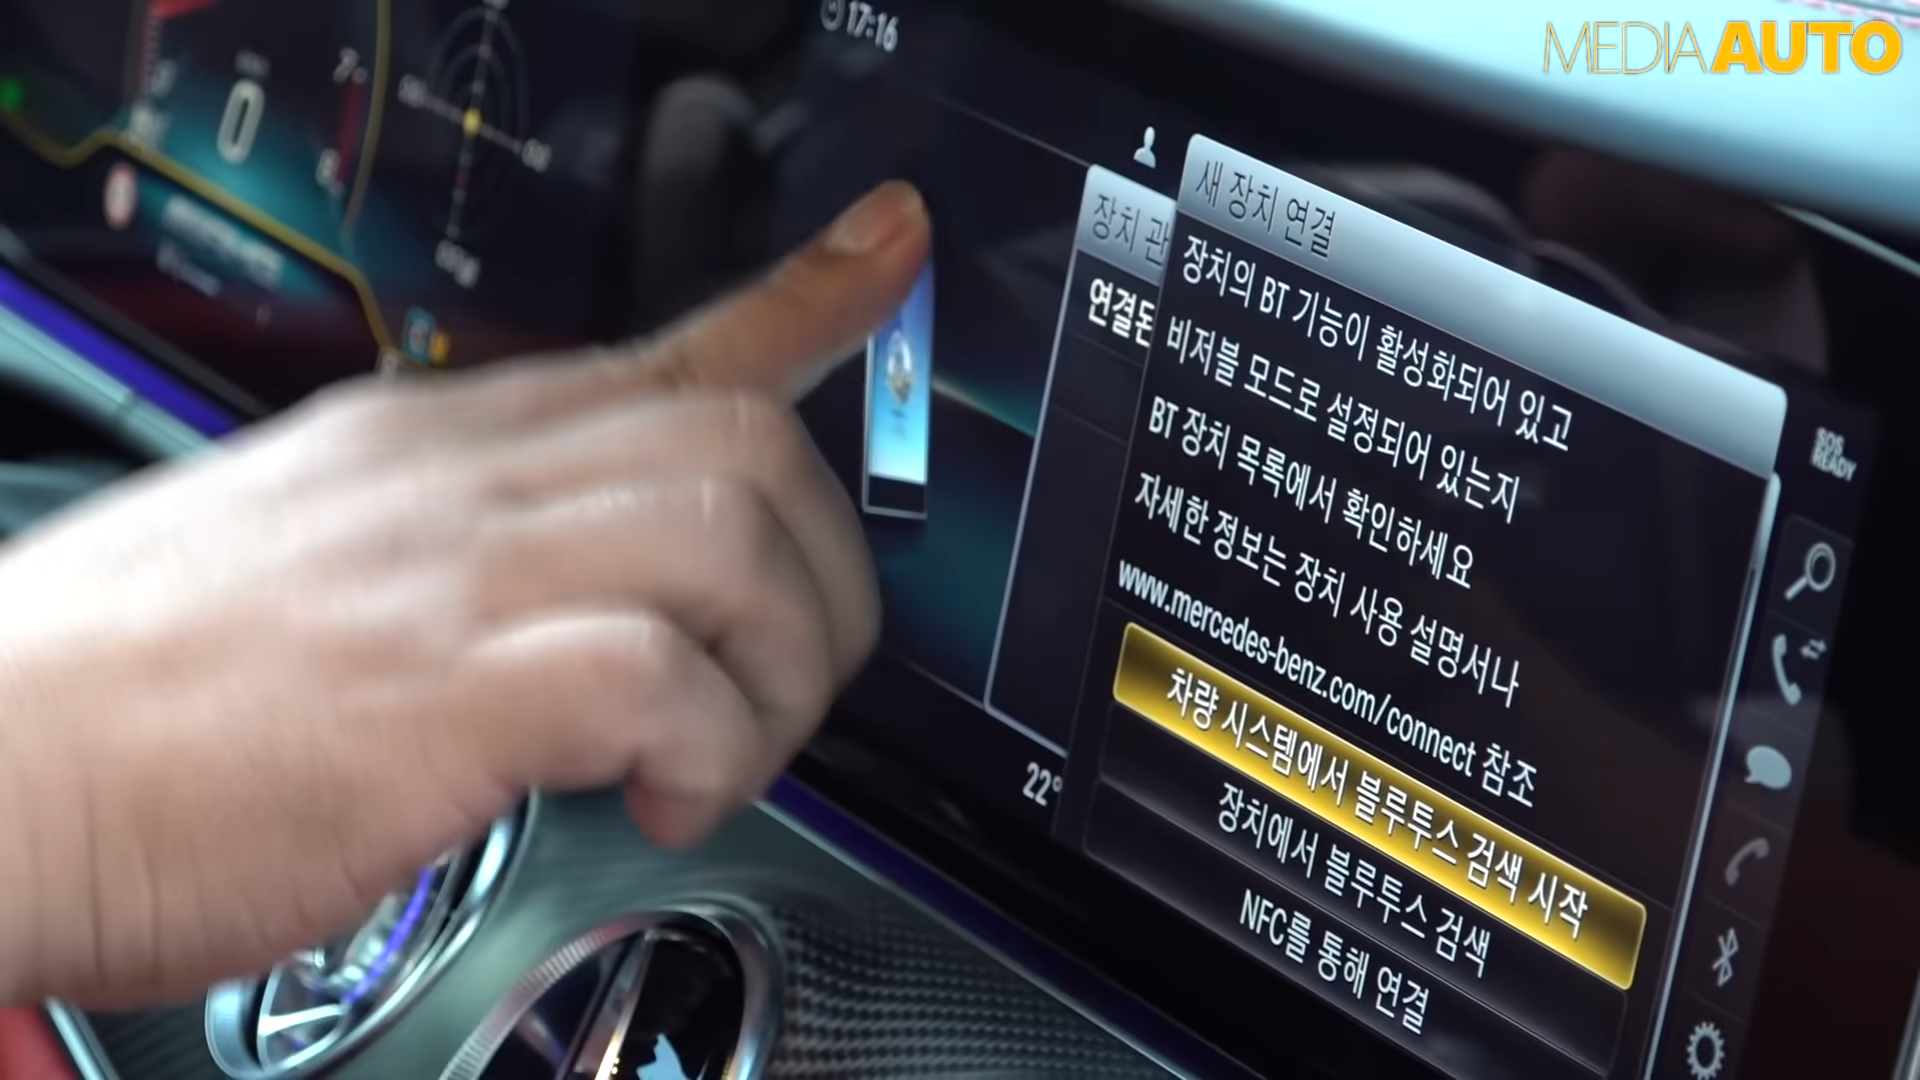 MEDIAAUTO
17:16
0
7
8
새 장치 연결
장치 관
연결된
장치의 BT 기능이 활성화되어 있고
비저블 모드로 설정되어 있는지
BT 장치 목록에서 확인하세요
자세한 정보는 장치 사용 설명서나
www.mercedes-benz.com/connect 참조
차량 시스템에서 블루투스 검색 시작
장치에서 블루투스 검색
NFC를 통해 연결
SOS
READY
22°